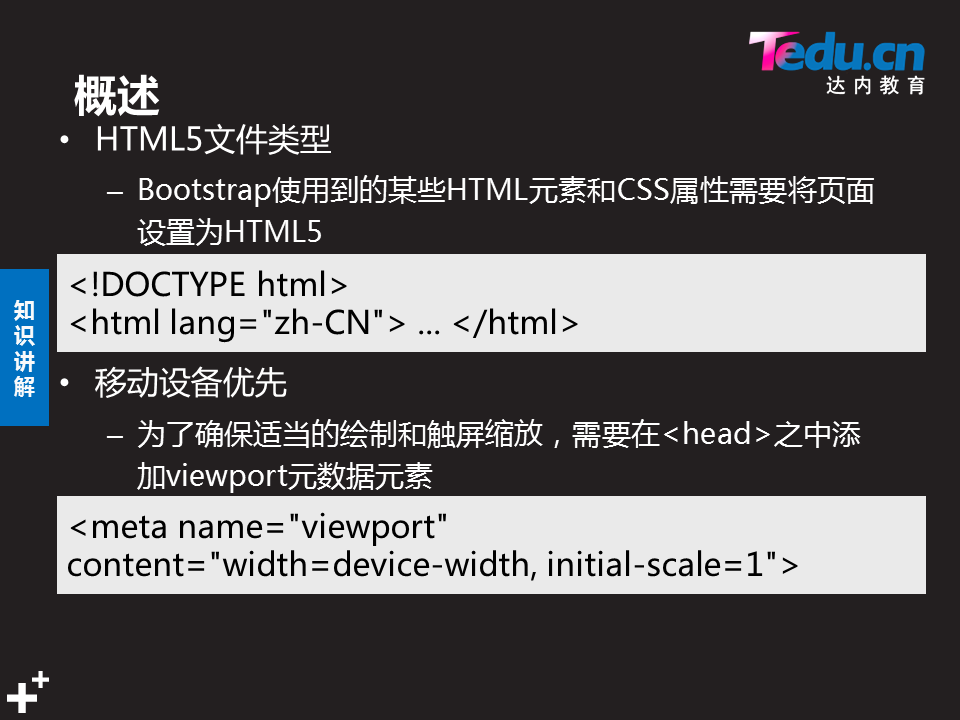 Tedu.cn
达内教育
概述
• HTML5文件类型
– Bootstrap使用到的某些HTML元素和CSS属性需要将页面
设置为HTML5
<!DOCTYPE html>
<html lang="zh-CN"> ... </html>
知
识
讲
解
• 移动设备优先
– 为了确保适当的绘制和触屏缩放，需要在<head>之中添
加viewport元数据元素
<meta name="viewport"
content="width=device-width, initial-scale=1">